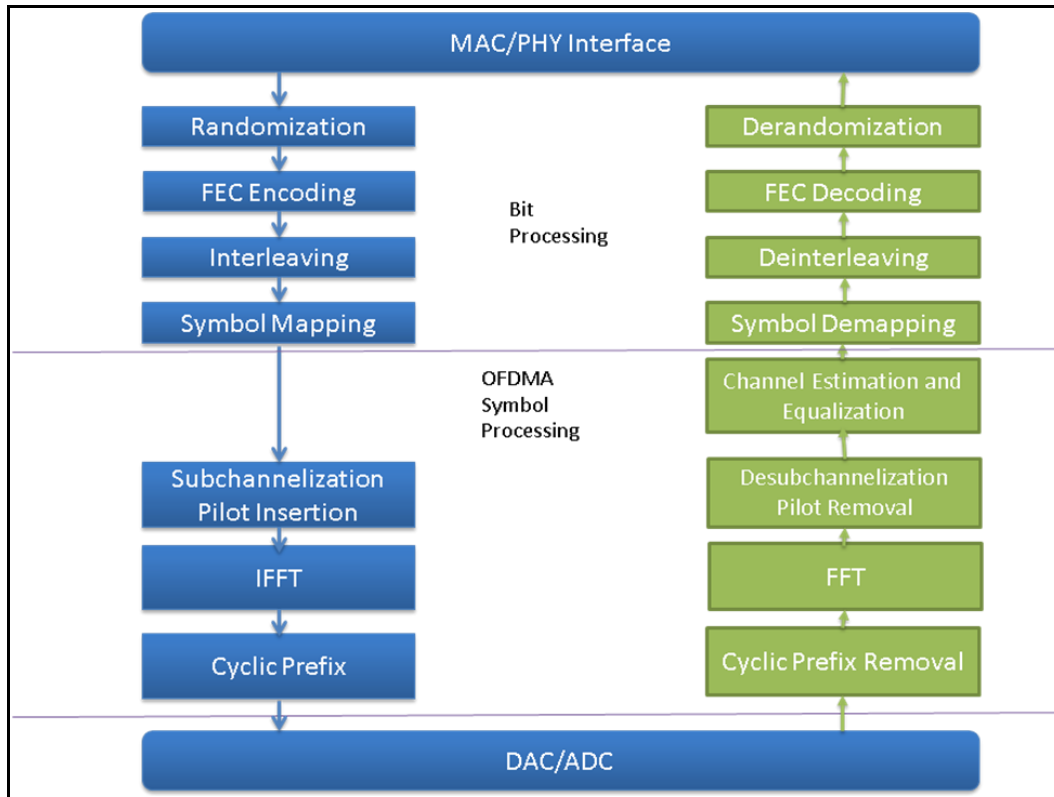 MAC/PHY Interface
Randomization
FEC Encoding
Interleaving
Symbol Mapping
Subchannelization
Pilot Insertion
IFFT
Cyclic Prefix
Bit
Processing
OFDMA
Symbol
Processing
Derandomization
FEC Decoding
Deinterleaving
Symbol Demapping
Channel Estimation and
Equalization
Desubchannelization
Pilot Removal
FFT
Cyclic Prefix Removal
DAC/ADC